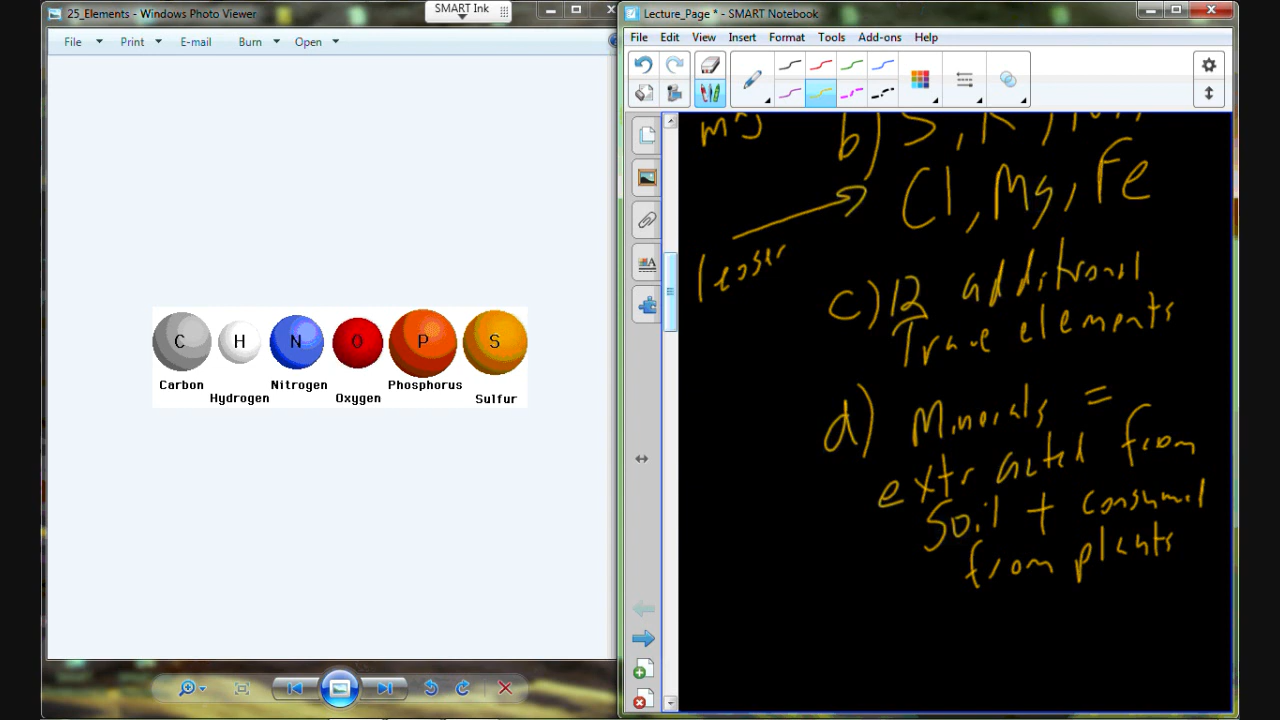 25_Elements - Windows Photo Viewer
SMART Ink
File Print E-mail Burn Open
C H N O P S
Carbon Nitrogen Phosphorus
Hydrogen Oxygen Sulfur
Lecture_Page * - SMART Notebook
File Edit View Insert Format Tools Add-ons Help
mg b) S, K,
Cl, Mg, Fe
lesser
c) 12 additional
Trace elements
d) Minerals =
extracted from
Soil + consumed
from plants